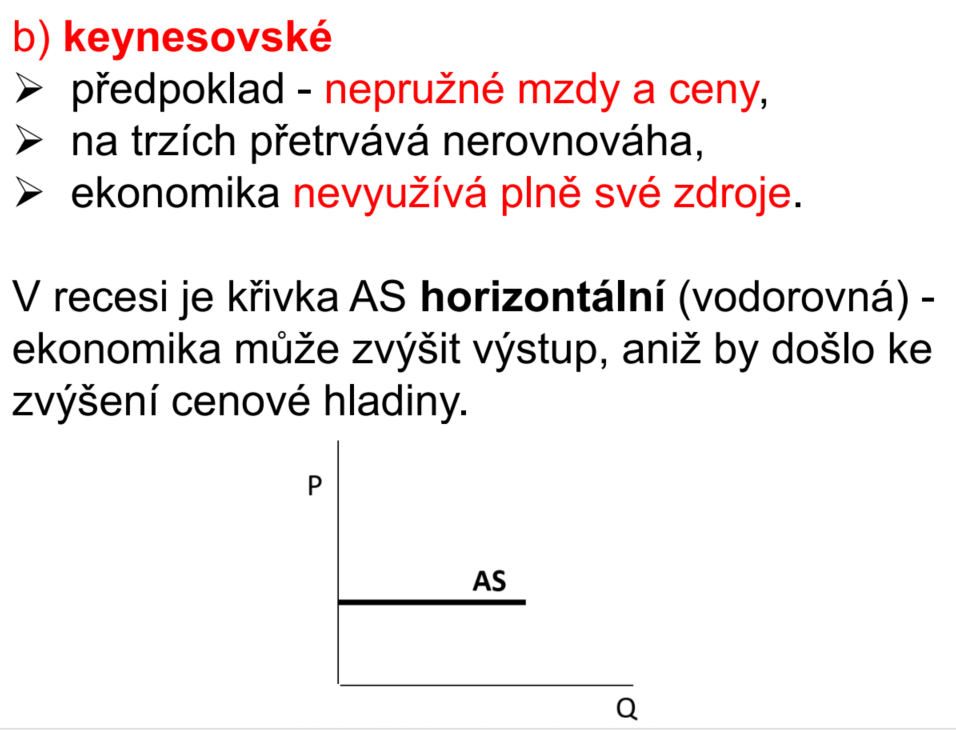 b) keynesovské
➢ předpoklad - nepružné mzdy a ceny,
➢ na trzích přetrvává nerovnováha,
➢ ekonomika nevyužívá plně své zdroje.
V recesi je křivka AS horizontální (vodorovná) -
ekonomika může zvýšit výstup, aniž by došlo ke
zvýšení cenové hladiny.
P
AS
Q